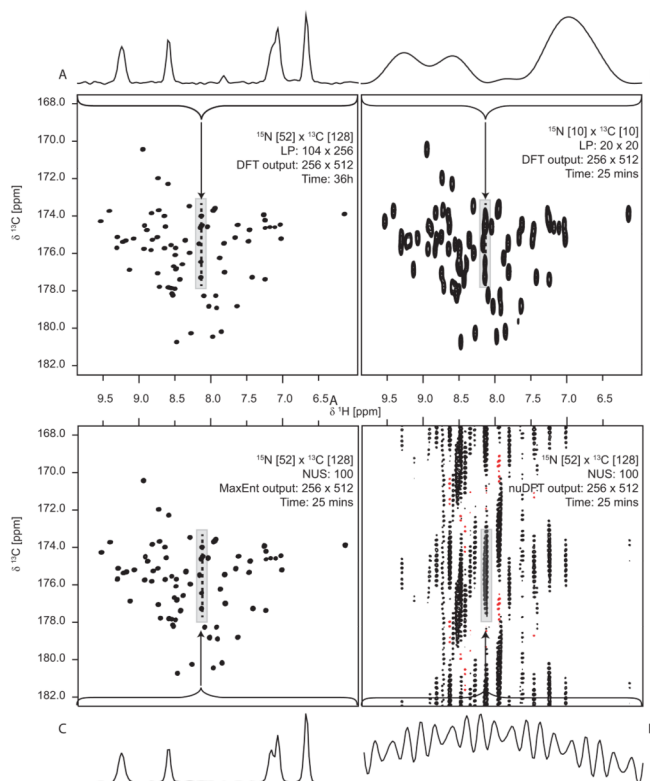 A
168.0
170.0
172.0
174.0
176.0
178.0
180.0
182.0
δ ¹³C [ppm]
¹⁵N [52] x ¹³C [128]
LP: 104 x 256
DFT output: 256 x 512
Time: 36h
¹⁵N [10] x ¹³C [10]
LP: 20 x 20
DFT output: 256 x 512
Time: 25 mins
9.5 9.0 8.5 8.0 7.5 7.0 6.5 A 9.5 9.0 8.5 8.0 7.5 7.0 6.5
δ ¹H [ppm]
168.0
170.0
172.0
174.0
176.0
178.0
180.0
182.0
δ ¹³C [ppm]
¹⁵N [52] x ¹³C [128]
NUS: 100
MaxEnt output: 256 x 512
Time: 25 mins
¹⁵N [52] x ¹³C [128]
NUS: 100
nuDFT output: 256 x 512
Time: 25 mins
C